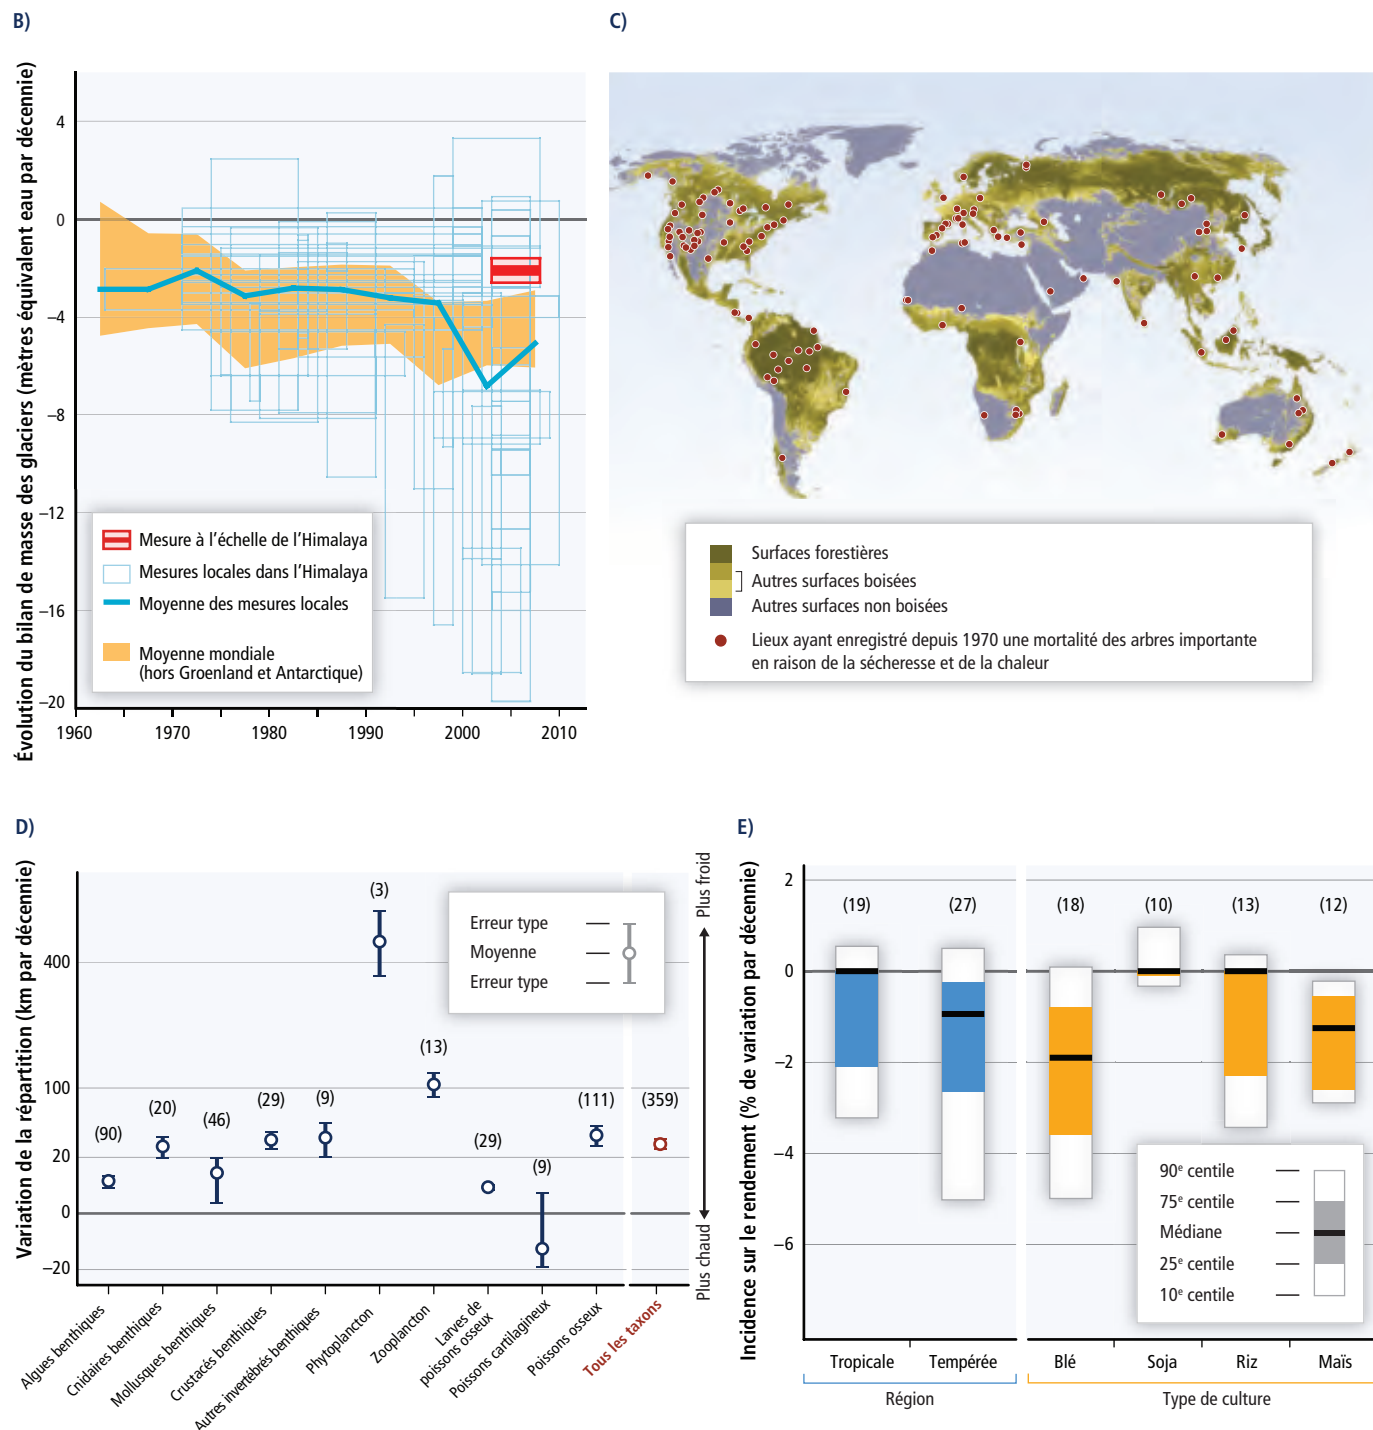 B)
Évolution du bilan de masse des glaciers (mètres équivalent eau par décennie)
4
0
–4
–8
–12
–16
–20
1960
1970
1980
1990
2000
2010
Mesure à l’échelle de l’Himalaya
Mesures locales dans l’Himalaya
Moyenne des mesures locales
Moyenne mondiale
(hors Groenland et Antarctique)
C)
Surfaces forestières
Autres surfaces boisées
Autres surfaces non boisées
Lieux ayant enregistré depuis 1970 une mortalité des arbres importante
en raison de la sécheresse et de la chaleur
D)
Variation de la répartition (km par décennie)
400
100
20
0
–20
(90)
(20)
(46)
(29)
(9)
(3)
(13)
(29)
(9)
(111)
(359)
Erreur type
Moyenne
Erreur type
Plus froid
Plus chaud
Algues benthiques
Cnidaires benthiques
Mollusques benthiques
Crustacés benthiques
Autres invertébrés benthiques
Phytoplancton
Zooplancton
Larves de
poissons osseux
Poissons cartilagineux
Poissons osseux
Tous les taxons
E)
Incidence sur le rendement (% de variation par décennie)
2
0
–2
–4
–6
(19)
(27)
(18)
(10)
(13)
(12)
90e centile
75e centile
Médiane
25e centile
10e centile
Tropicale
Tempérée
Blé
Soja
Riz
Maïs
Région
Type de culture